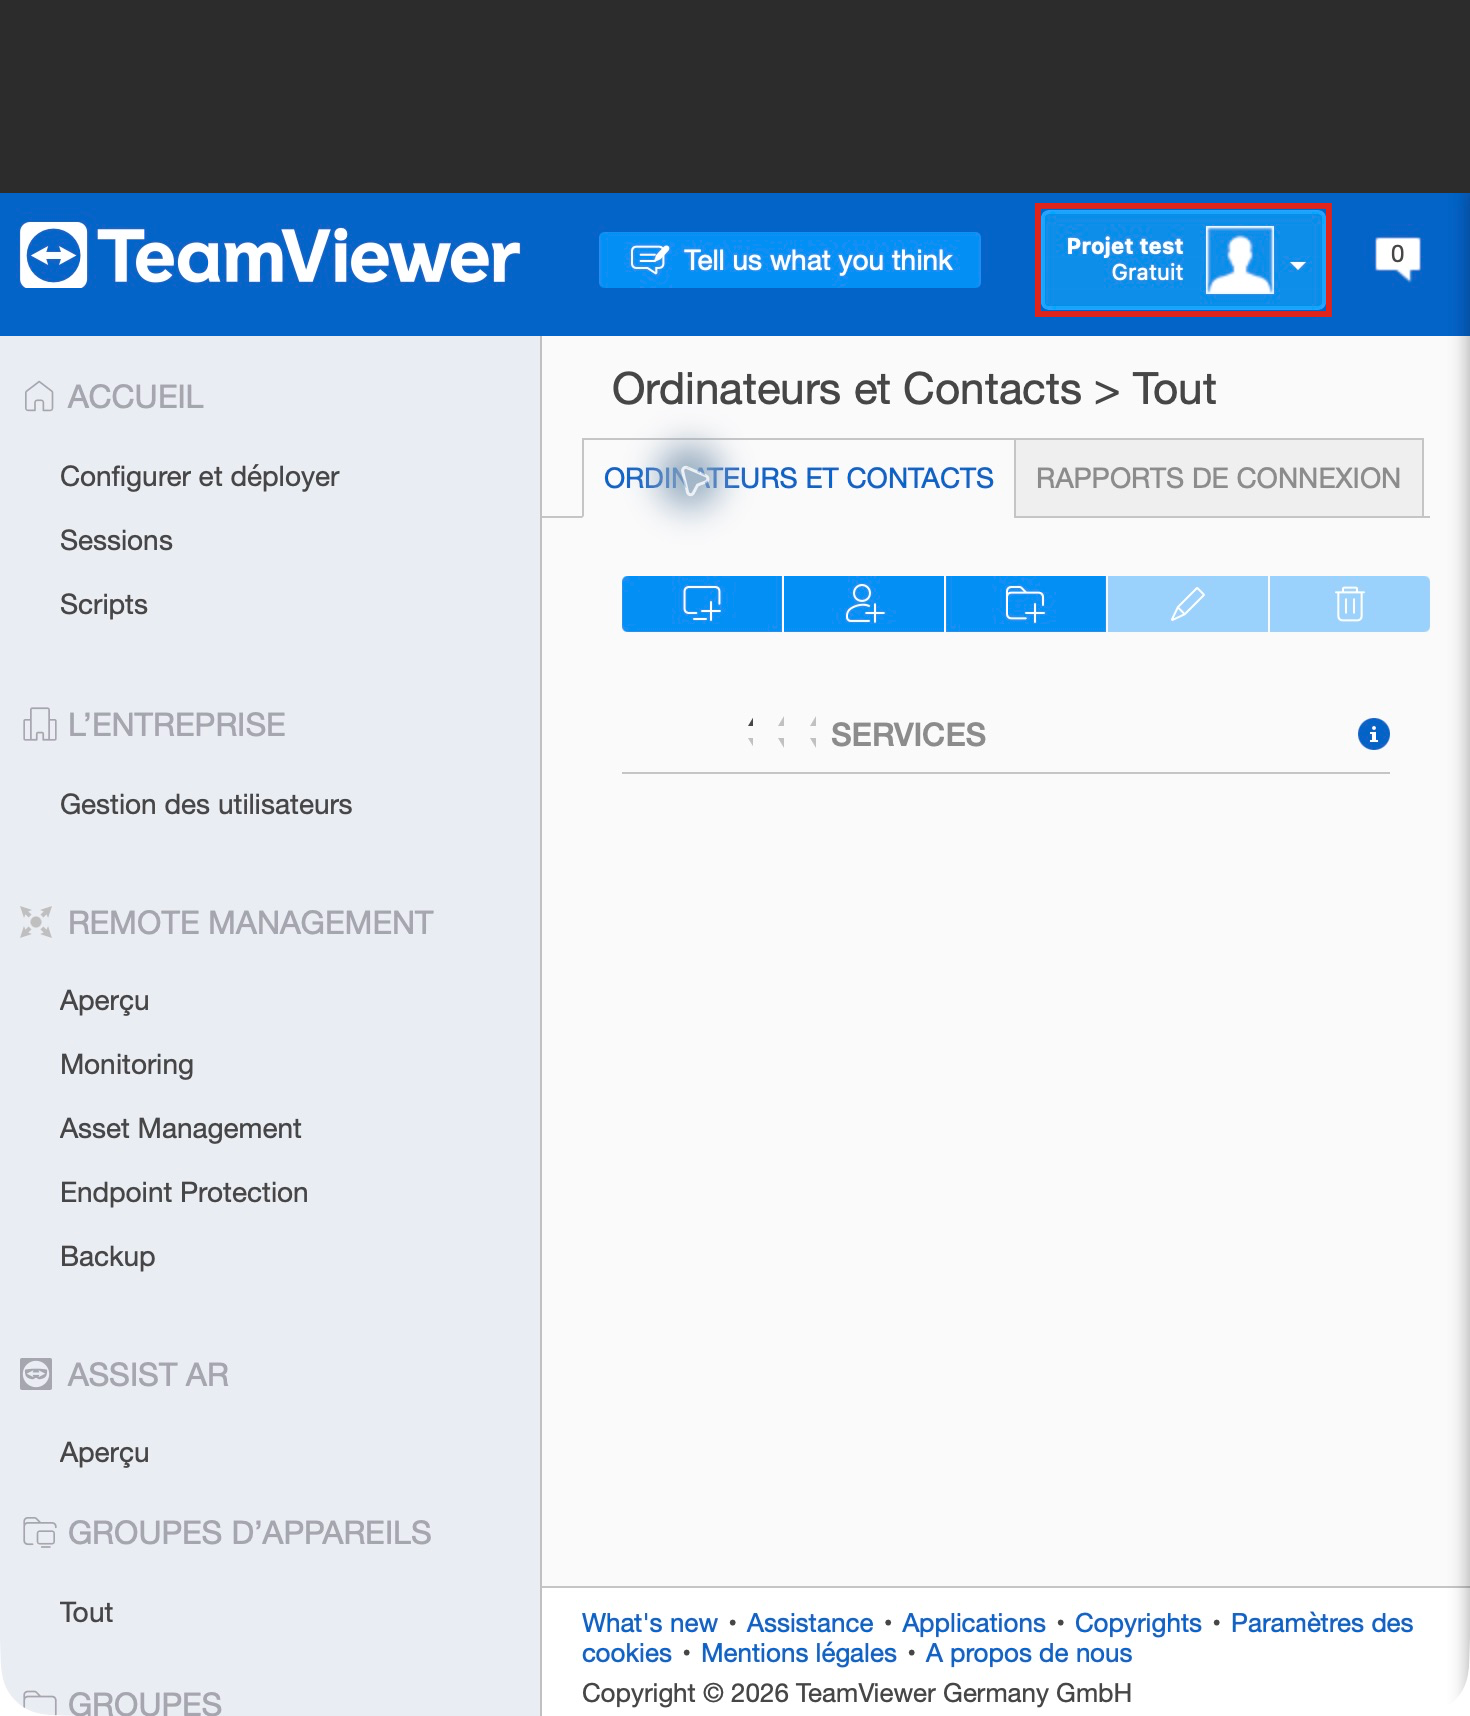 TeamViewer
Tell us what you think
Projet test
Gratuit
0
ACCUEIL
Configurer et déployer
Sessions
Scripts
L'ENTREPRISE
Gestion des utilisateurs
REMOTE MANAGEMENT
Aperçu
Monitoring
Asset Management
Endpoint Protection
Backup
ASSIST AR
Aperçu
GROUPES D'APPAREILS
Tout
GROUPES
Ordinateurs et Contacts > Tout
ORDINATEURS ET CONTACTS
RAPPORTS DE CONNEXION
SERVICES
What's new • Assistance • Applications • Copyrights • Paramètres des
cookies • Mentions légales • A propos de nous
Copyright © 2026 TeamViewer Germany GmbH